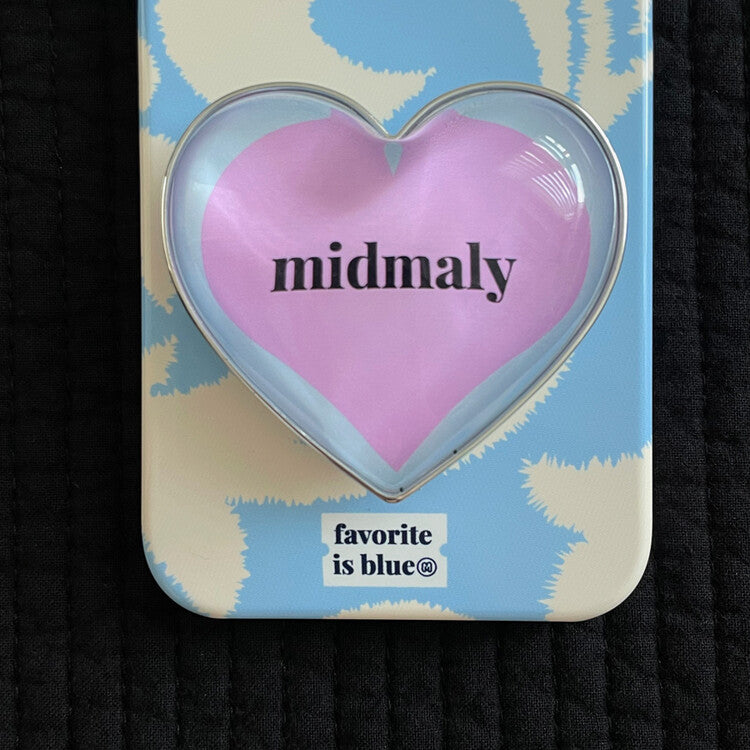 midmaly
favorite
is blue